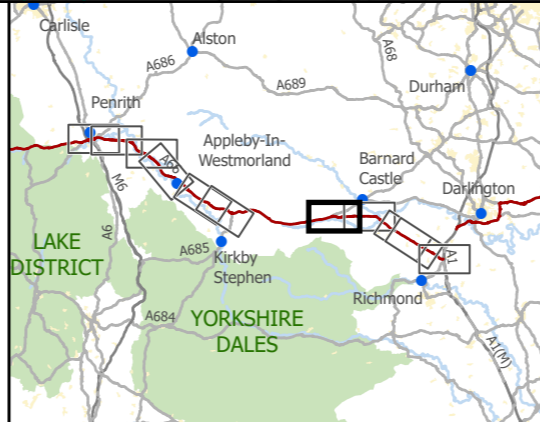 Carlisle
Alston
A68
A686
A689
Durham
Penrith
Appleby-In-
Westmorland
Barnard
Castle
Darlington
A66
M6
A6
LAKE
DISTRICT
A685
Kirkby
Stephen
A1
Richmond
A684
YORKSHIRE
DALES
A1(M)